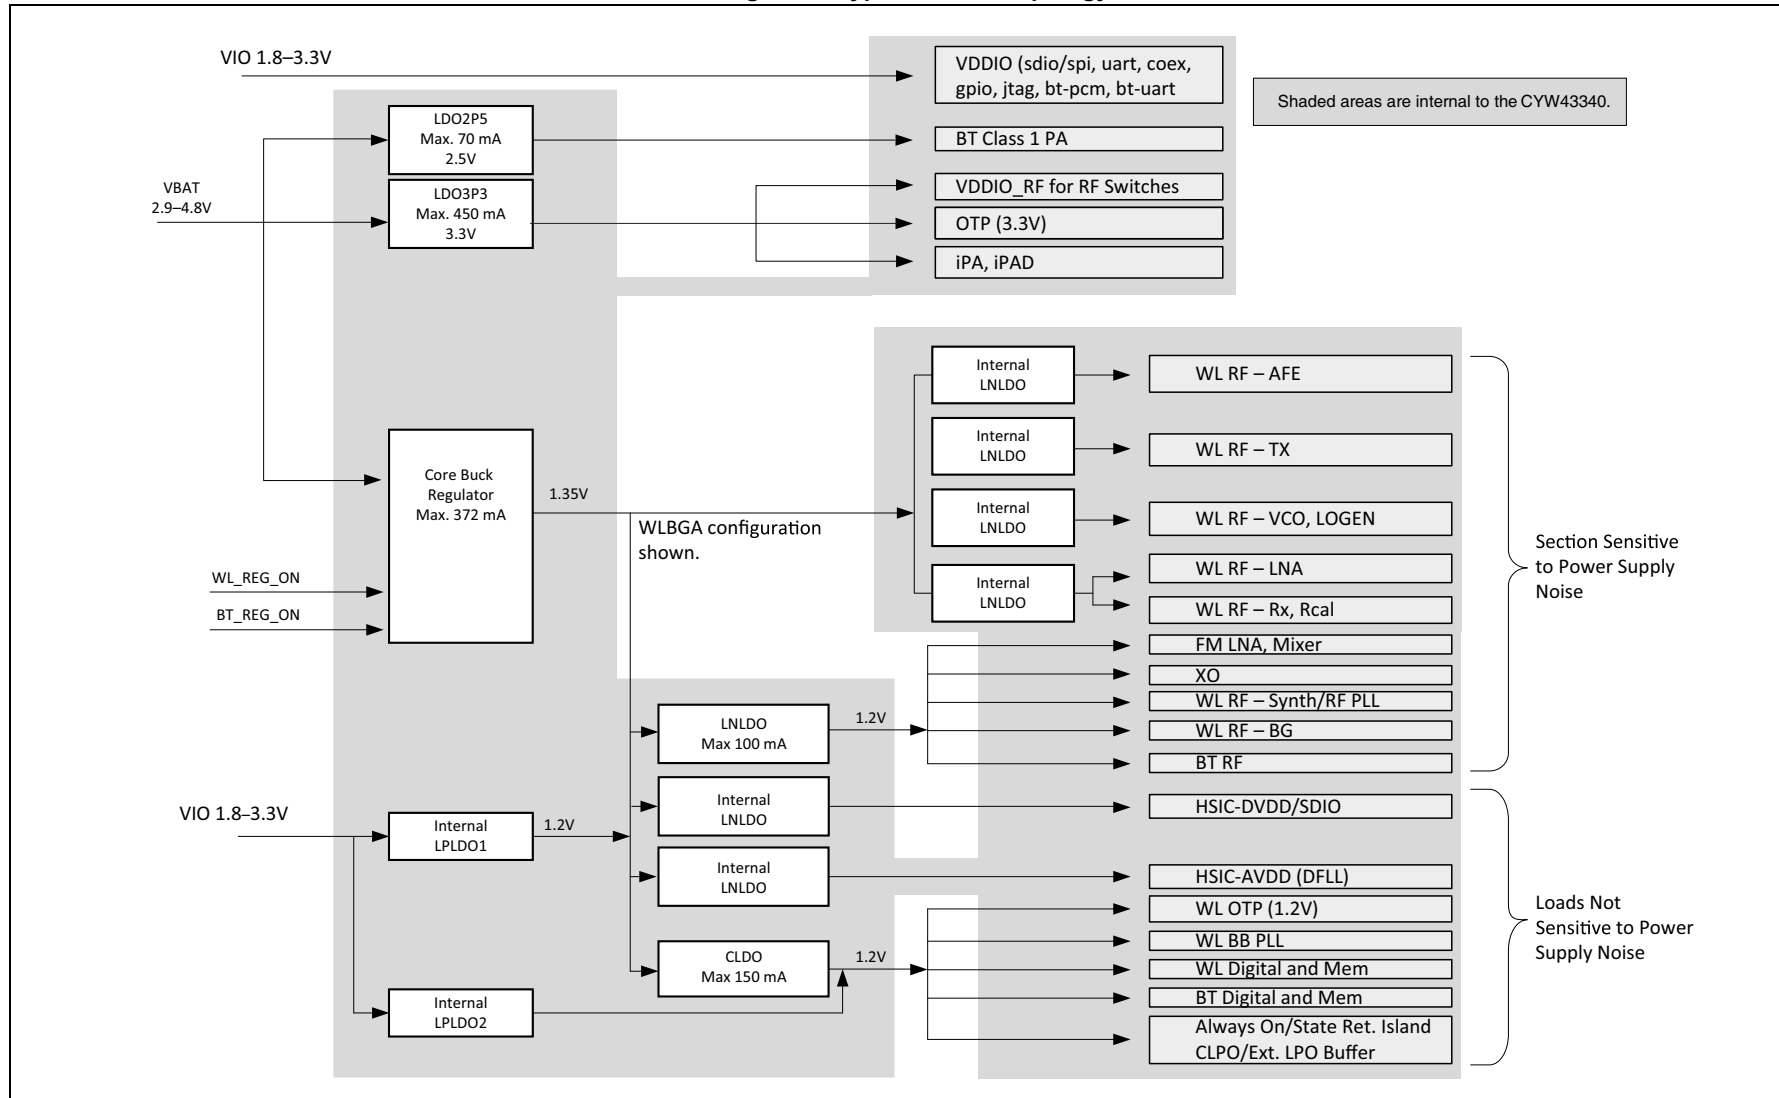 VIO 1.8–3.3V
VDDIO (sdio/spi, uart, coex,
gpio, jtag, bt-pcm, bt-uart
Shaded areas are internal to the CYW43340.
LDO2P5
Max. 70 mA
2.5V
BT Class 1 PA
VBAT
2.9–4.8V
LDO3P3
Max. 450 mA
3.3V
VDDIO_RF for RF Switches
OTP (3.3V)
iPA, iPAD
Internal
LNLDO
WL RF – AFE
Internal
LNLDO
WL RF – TX
Core Buck
Regulator
Max. 372 mA
1.35V
WLBGA configuration
shown.
Internal
LNLDO
WL RF – VCO, LOGEN
Internal
LNLDO
WL RF – LNA
WL RF – Rx, Rcal
Section Sensitive
to Power Supply
Noise
WL_REG_ON
BT_REG_ON
FM LNA, Mixer
XO
WL RF – Synth/RF PLL
WL RF – BG
BT RF
LNLDO
Max 100 mA
1.2V
VIO 1.8–3.3V
Internal
LPLDO1
1.2V
Internal
LNLDO
HSIC-DVDD/SDIO
Internal
LNLDO
HSIC-AVDD (DFLL)
WL OTP (1.2V)
WL BB PLL
WL Digital and Mem
BT Digital and Mem
Always On/State Ret. Island
CLPO/Ext. LPO Buffer
CLDO
Max 150 mA
1.2V
Internal
LPLDO2
Loads Not
Sensitive to Power
Supply Noise